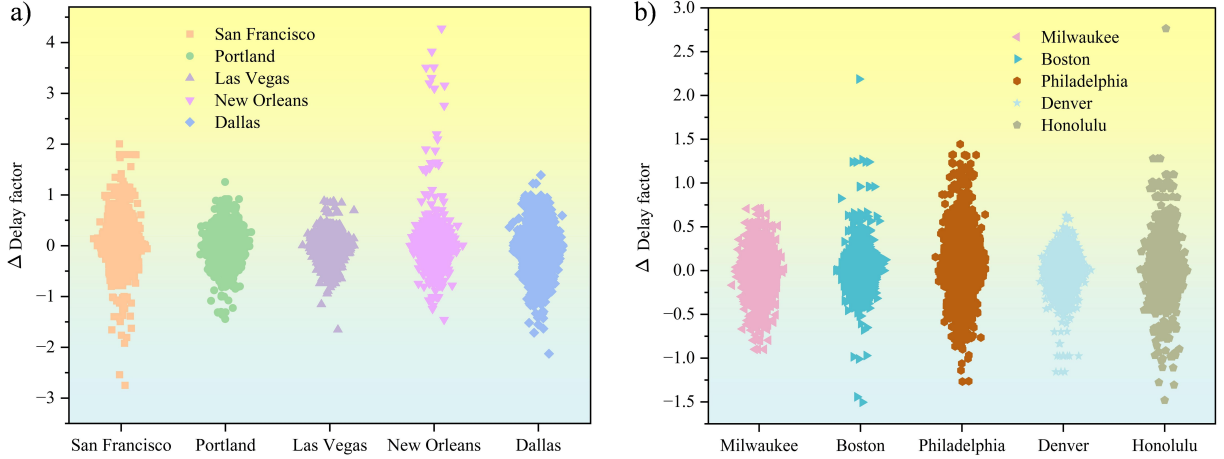 a)
Δ Delay factor
4
3
2
1
0
−1
−2
−3
San Francisco
Portland
Las Vegas
New Orleans
Dallas
San Francisco Portland Las Vegas New Orleans Dallas
b)
Δ Delay factor
3.0
2.5
2.0
1.5
1.0
0.5
0.0
−0.5
−1.0
−1.5
Milwaukee
Boston
Philadelphia
Denver
Honolulu
Milwaukee Boston Philadelphia Denver Honolulu